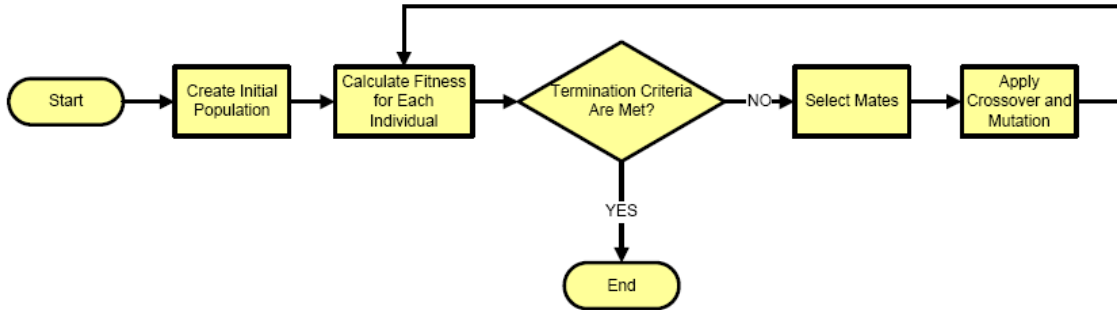 Start
Create Initial
Population
Calculate Fitness
for Each
Individual
Termination Criteria
Are Met?
NO
Select Mates
Apply
Crossover and
Mutation
YES
End